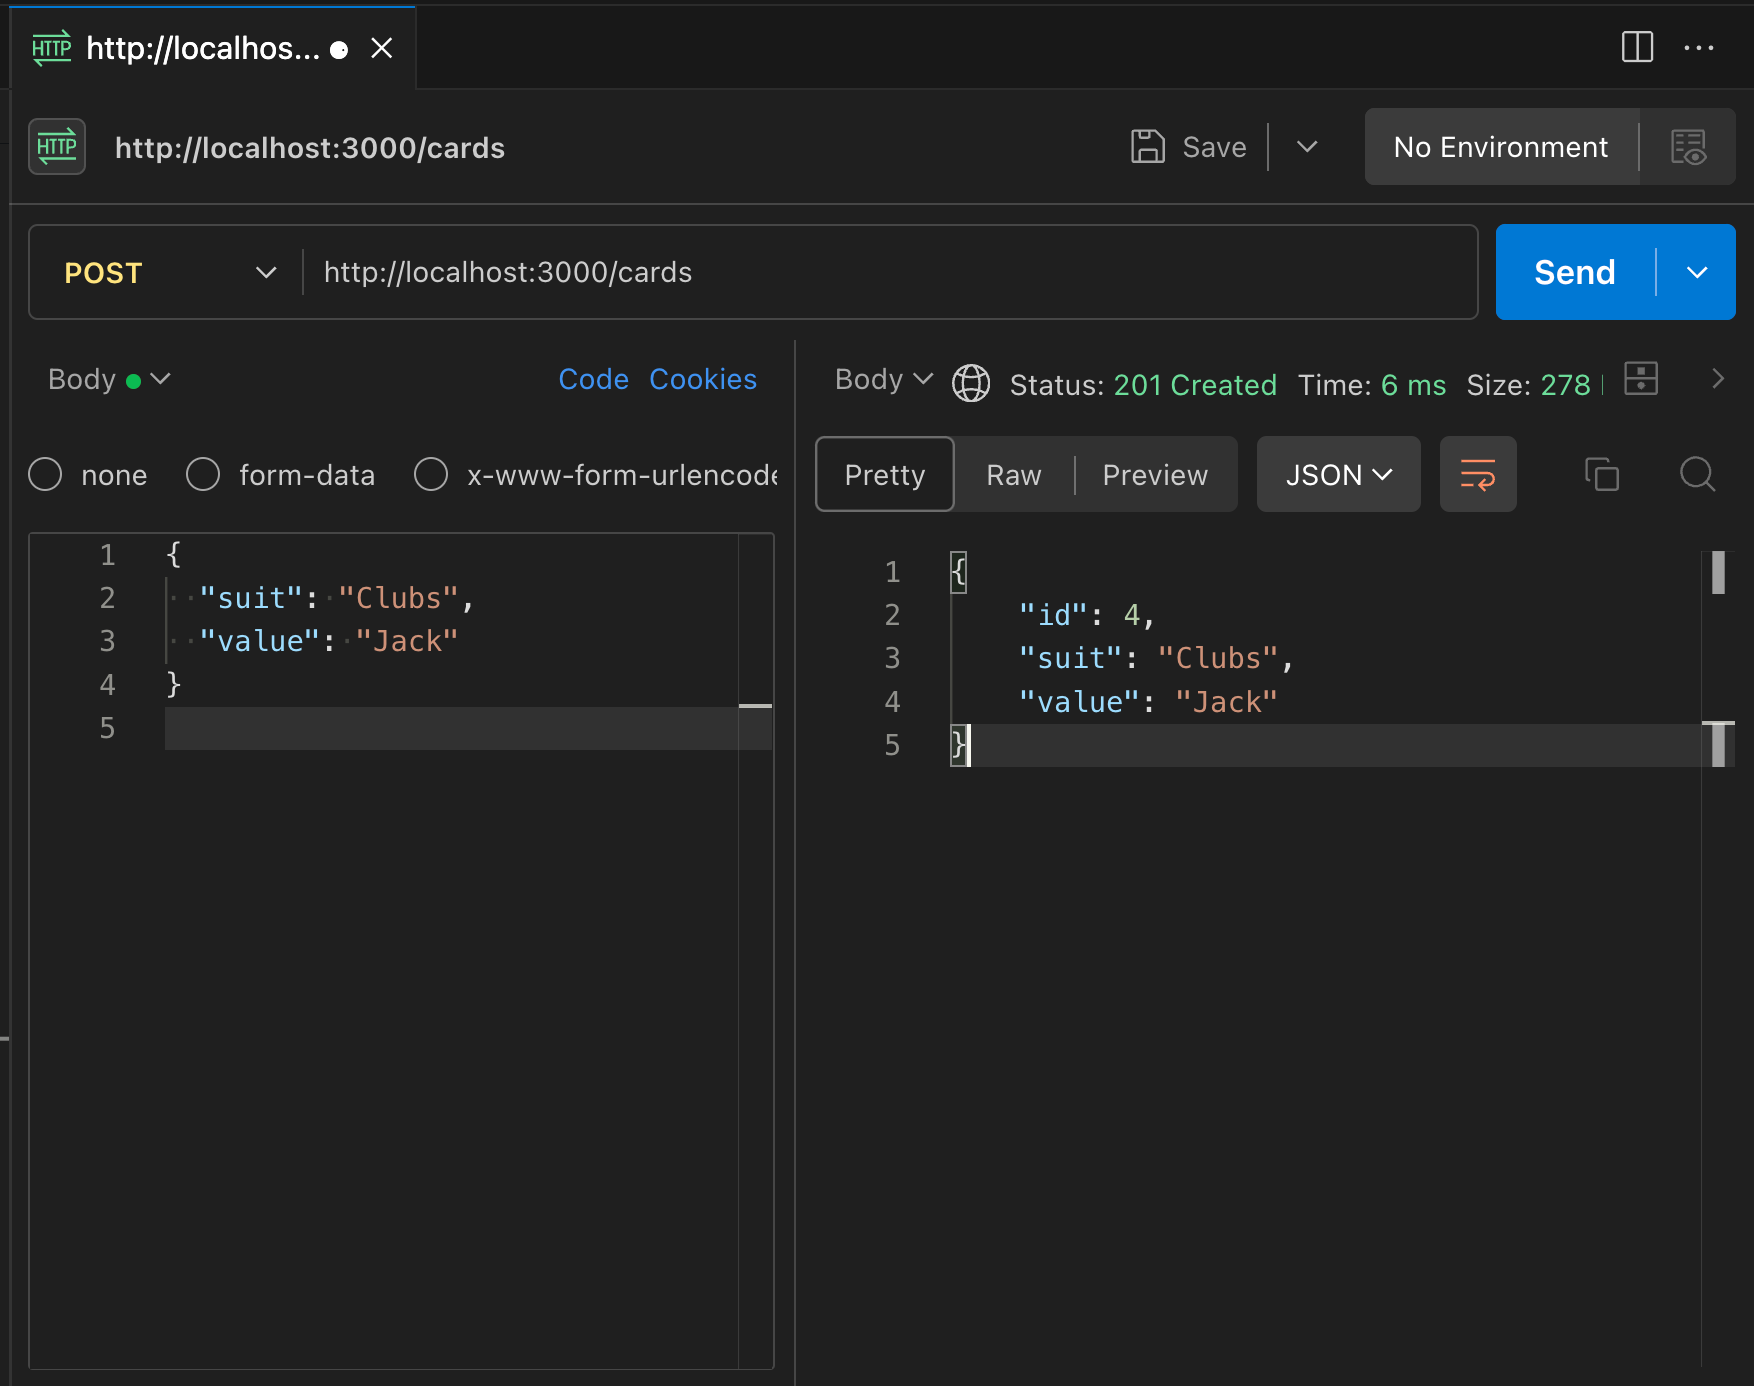 HTTP http://localhos...
HTTP http://localhost:3000/cards Save No Environment
POST http://localhost:3000/cards Send
Body Code Cookies
none form-data x-www-form-urlencode
1 {
2 "suit": "Clubs",
3 "value": "Jack"
4 }
5
Body Status: 201 Created Time: 6 ms Size: 278
Pretty Raw Preview JSON
1 {
2 "id": 4,
3 "suit": "Clubs",
4 "value": "Jack"
5 }